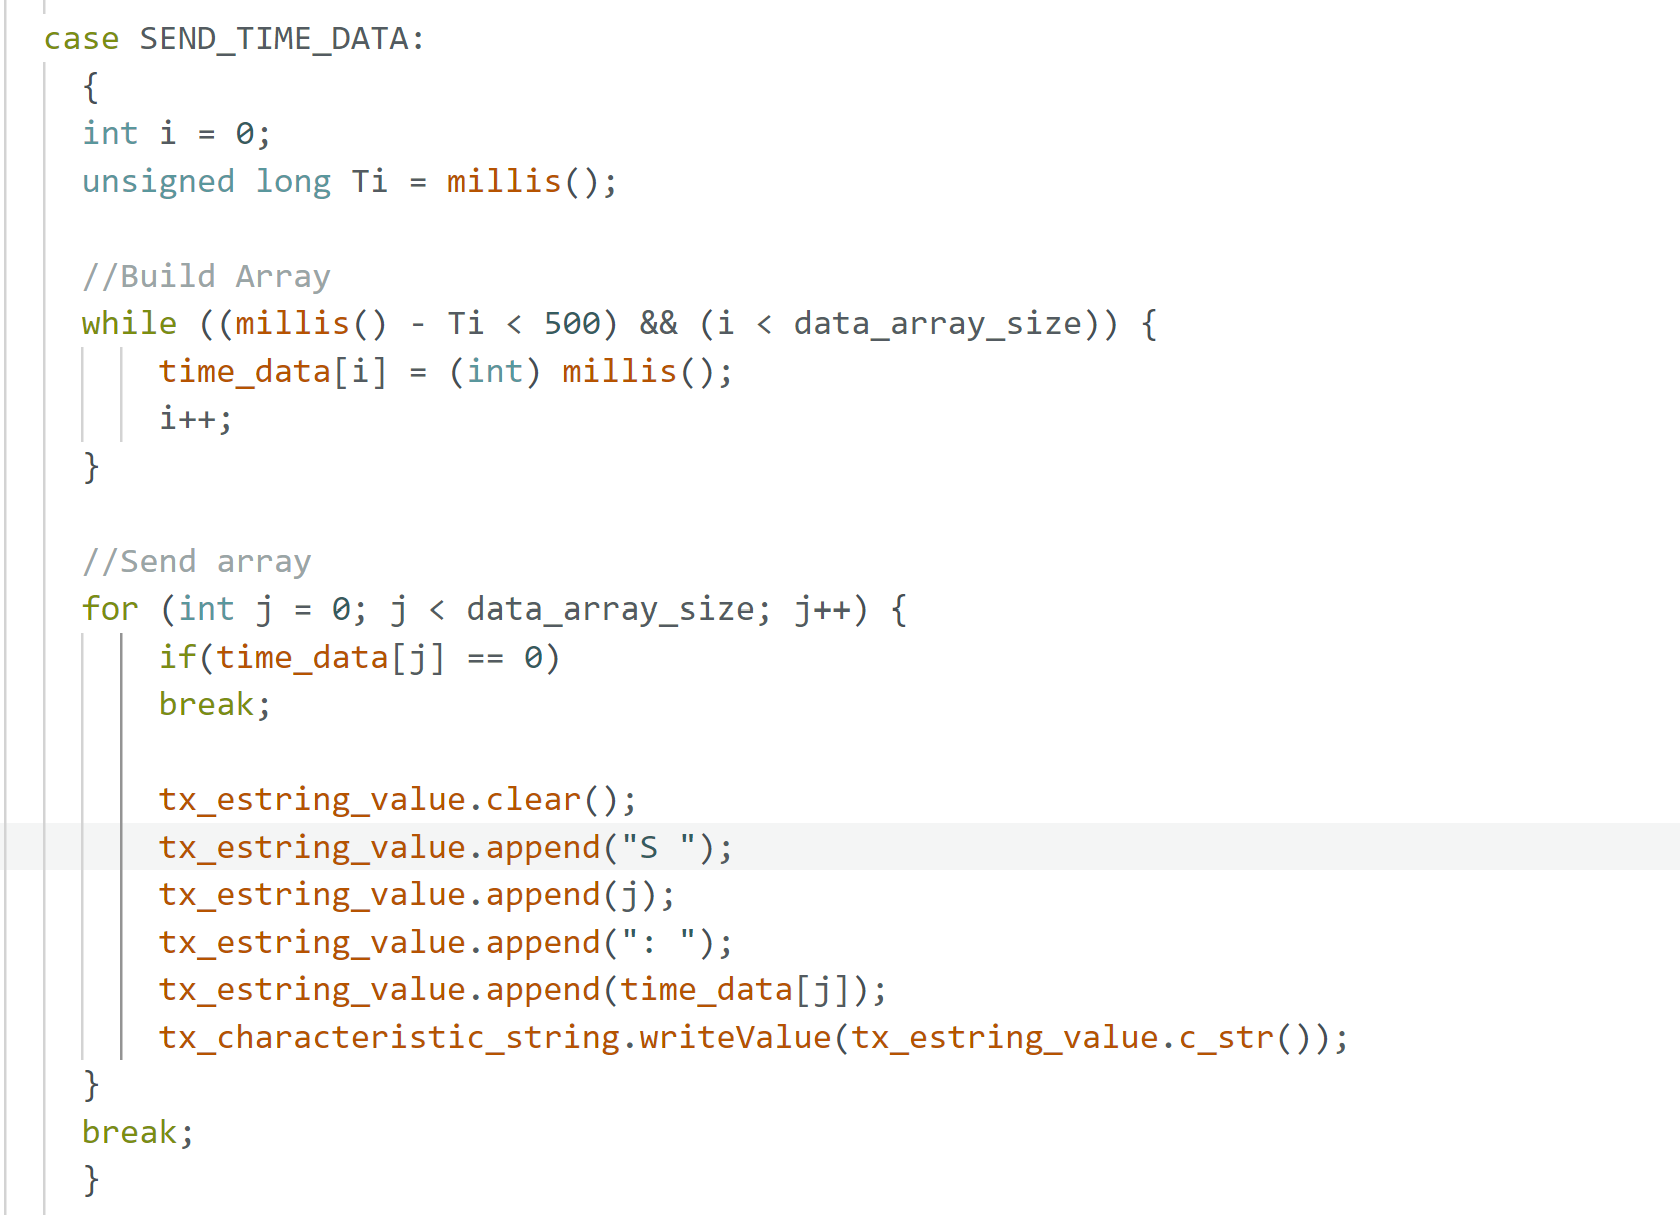 case SEND_TIME_DATA:
{
int i = 0;
unsigned long Ti = millis();
//Build Array
while ((millis() - Ti < 500) && (i < data_array_size)) {
time_data[i] = (int) millis();
i++;
}
//Send array
for (int j = 0; j < data_array_size; j++) {
if(time_data[j] == 0)
break;
tx_estring_value.clear();
tx_estring_value.append("S ");
tx_estring_value.append(j);
tx_estring_value.append(": ");
tx_estring_value.append(time_data[j]);
tx_characteristic_string.writeValue(tx_estring_value.c_str());
}
break;
}